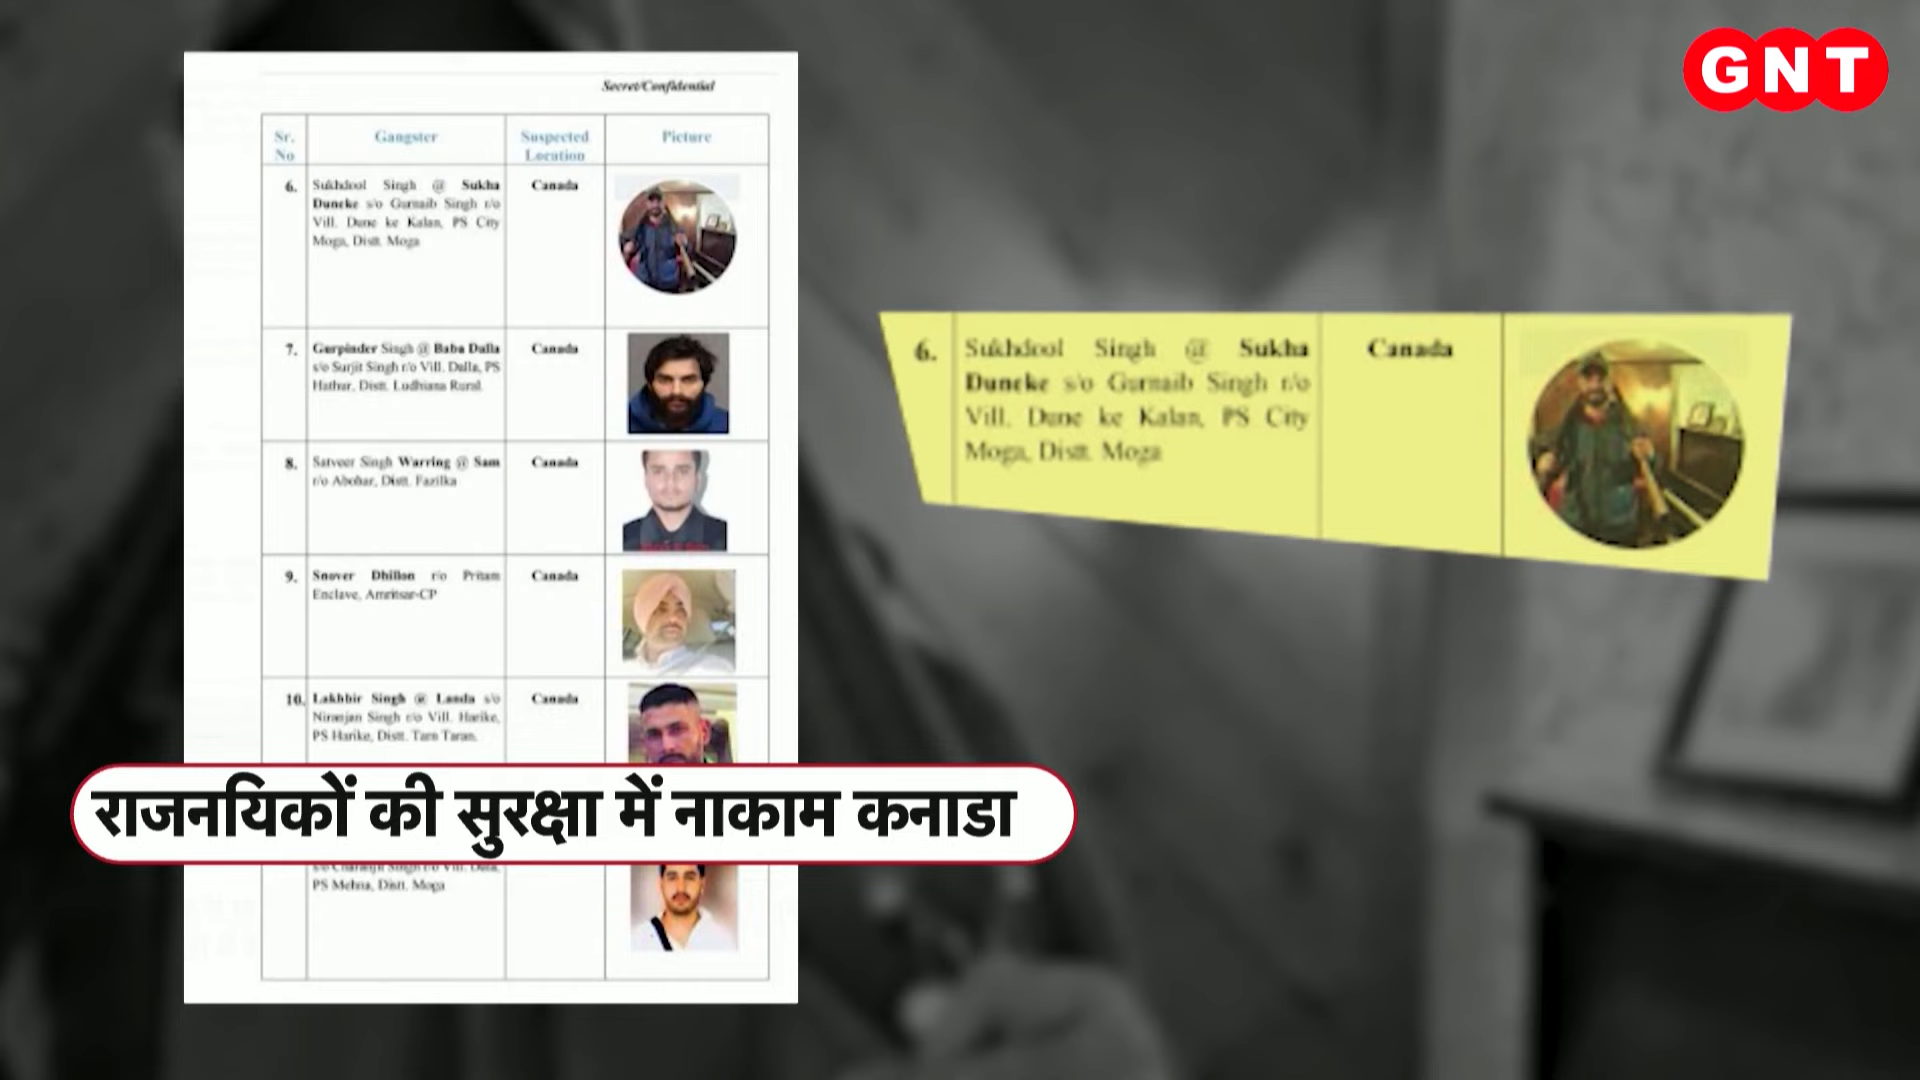 GNT
Secret/Confidential
Sr. No
Gangster
Suspected Location
Picture
6.
Sukhdool Singh @ Sukha
Duneke s/o Gurnaib Singh r/o
Vill. Dune ke Kalan, PS City
Moga, Distt. Moga
Canada
7.
Gurpinder Singh @ Baba Dalla
s/o Surjit Singh r/o Vill. Dalla, PS
Hathur, Distt. Ludhiana Rural.
Canada
8.
Satveer Singh Warring @ Sam
r/o Abohar, Distt. Fazilka
Canada
9.
Snover Dhillon r/o Pritam
Enclave, Amritsar-CP
Canada
10.
Lakhbir Singh @ Landa s/o
Niranjan Singh r/o Vill. Harike,
PS Harike, Distt. Tarn Taran.
Canada
PS Mehna, Distt. Moga
6.
Sukhdool Singh @ Sukha
Duneke s/o Gurnaib Singh r/o
Vill. Dune ke Kalan, PS City
Moga, Distt. Moga
Canada
राजनयिकों की सुरक्षा में नाकाम कनाडा